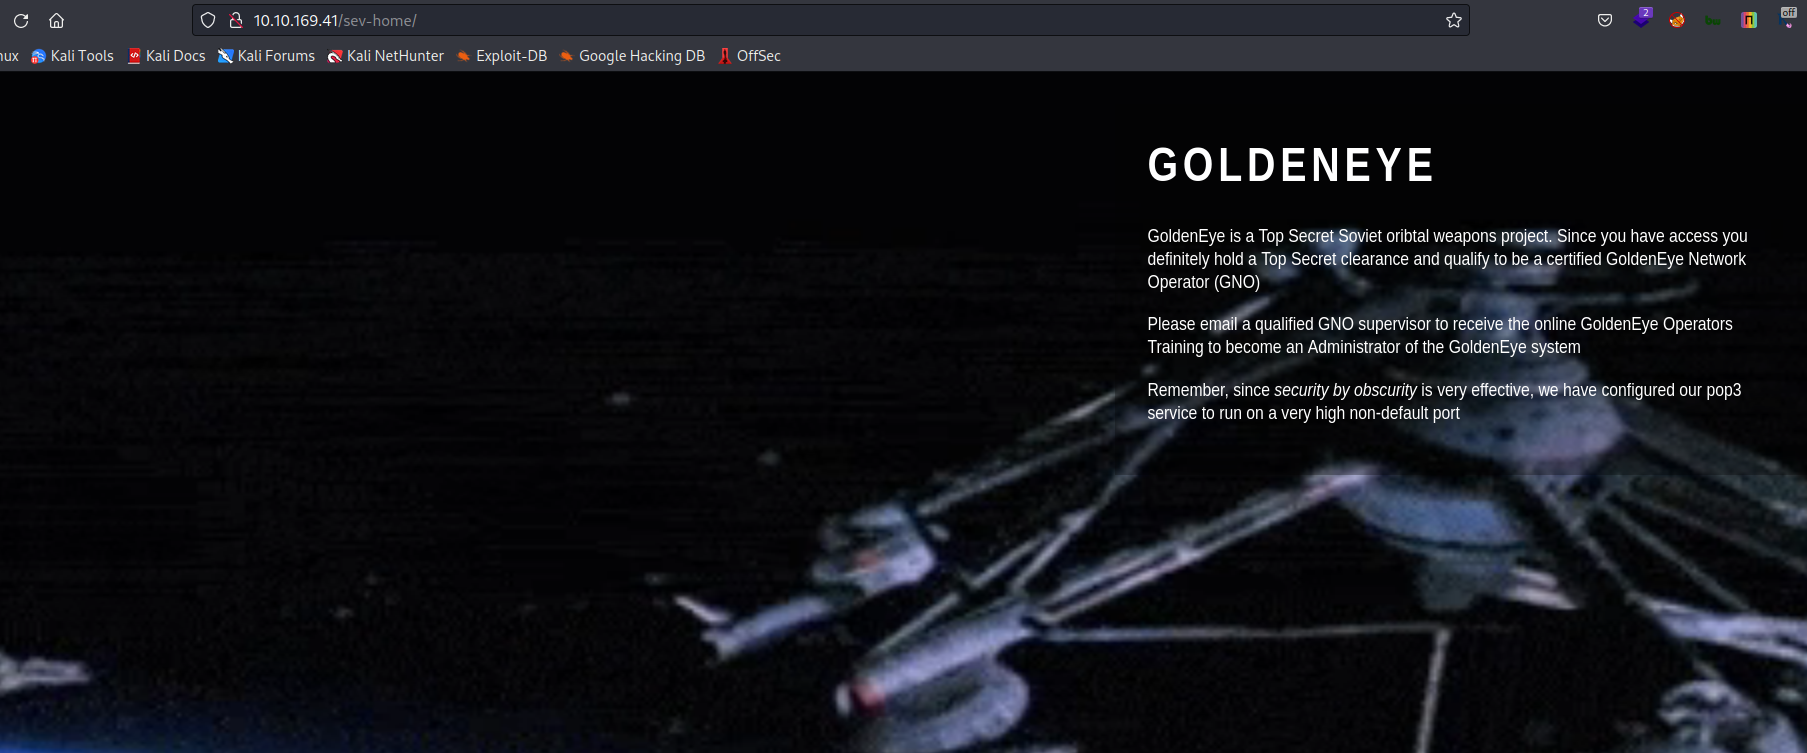 10.10.169.41/sev-home/
2
off
Kali Tools Kali Docs Kali Forums Kali NetHunter Exploit-DB Google Hacking DB OffSec
GOLDENEYE
GoldenEye is a Top Secret Soviet oribtal weapons project. Since you have access you
definitely hold a Top Secret clearance and qualify to be a certified GoldenEye Network
Operator (GNO)
Please email a qualified GNO supervisor to receive the online GoldenEye Operators
Training to become an Administrator of the GoldenEye system
Remember, since security by obscurity is very effective, we have configured our pop3
service to run on a very high non-default port